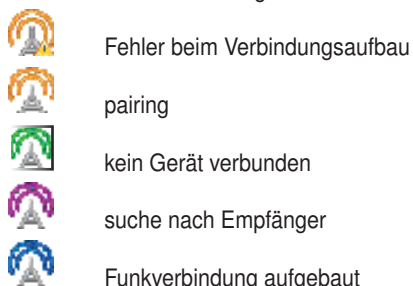 Fehler beim Verbindungsaufbau
pairing
kein Gerät verbunden
suche nach Empfänger
Funkverbindung aufgebaut